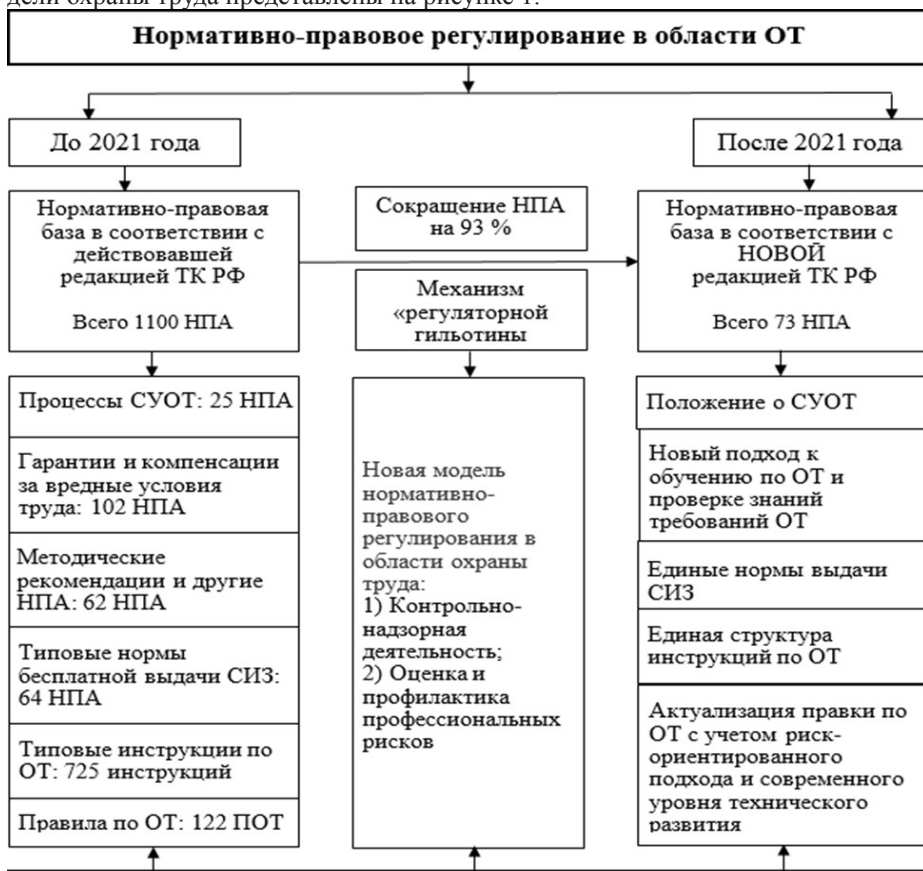 дели охраны труда представлены на рисунке 1.
Нормативно-правовое регулирование в области ОТ
До 2021 года
После 2021 года
Нормативно-правовая
база в соответствии с
действовавшей
редакцией ТК РФ
Всего 1100 НПА
Сокращение НПА
на 93 %
Механизм
«регуляторной
гильотины
Нормативно-правовая
база в соответствии с
НОВОЙ
редакцией ТК РФ
Всего 73 НПА
Процессы СУОТ: 25 НПА
Гарантии и компенсации
за вредные условия
труда: 102 НПА
Методические
рекомендации и другие
НПА: 62 НПА
Типовые нормы
бесплатной выдачи СИЗ:
64 НПА
Типовые инструкции по
ОТ: 725 инструкций
Правила по ОТ: 122 ПОТ
Новая модель
нормативно-
правового
регулирования в
области охраны
труда:
1) Контрольно-
надзорная
деятельность;
2) Оценка и
профилактика
профессиональных
рисков
Положение о СУОТ
Новый подход к
обучению по ОТ и
проверке знаний
требований ОТ
Единые нормы выдачи
СИЗ
Единая структура
инструкций по ОТ
Актуализация правки по
ОТ с учетом риск-
ориентированного
подхода и современного
уровня технического
развития